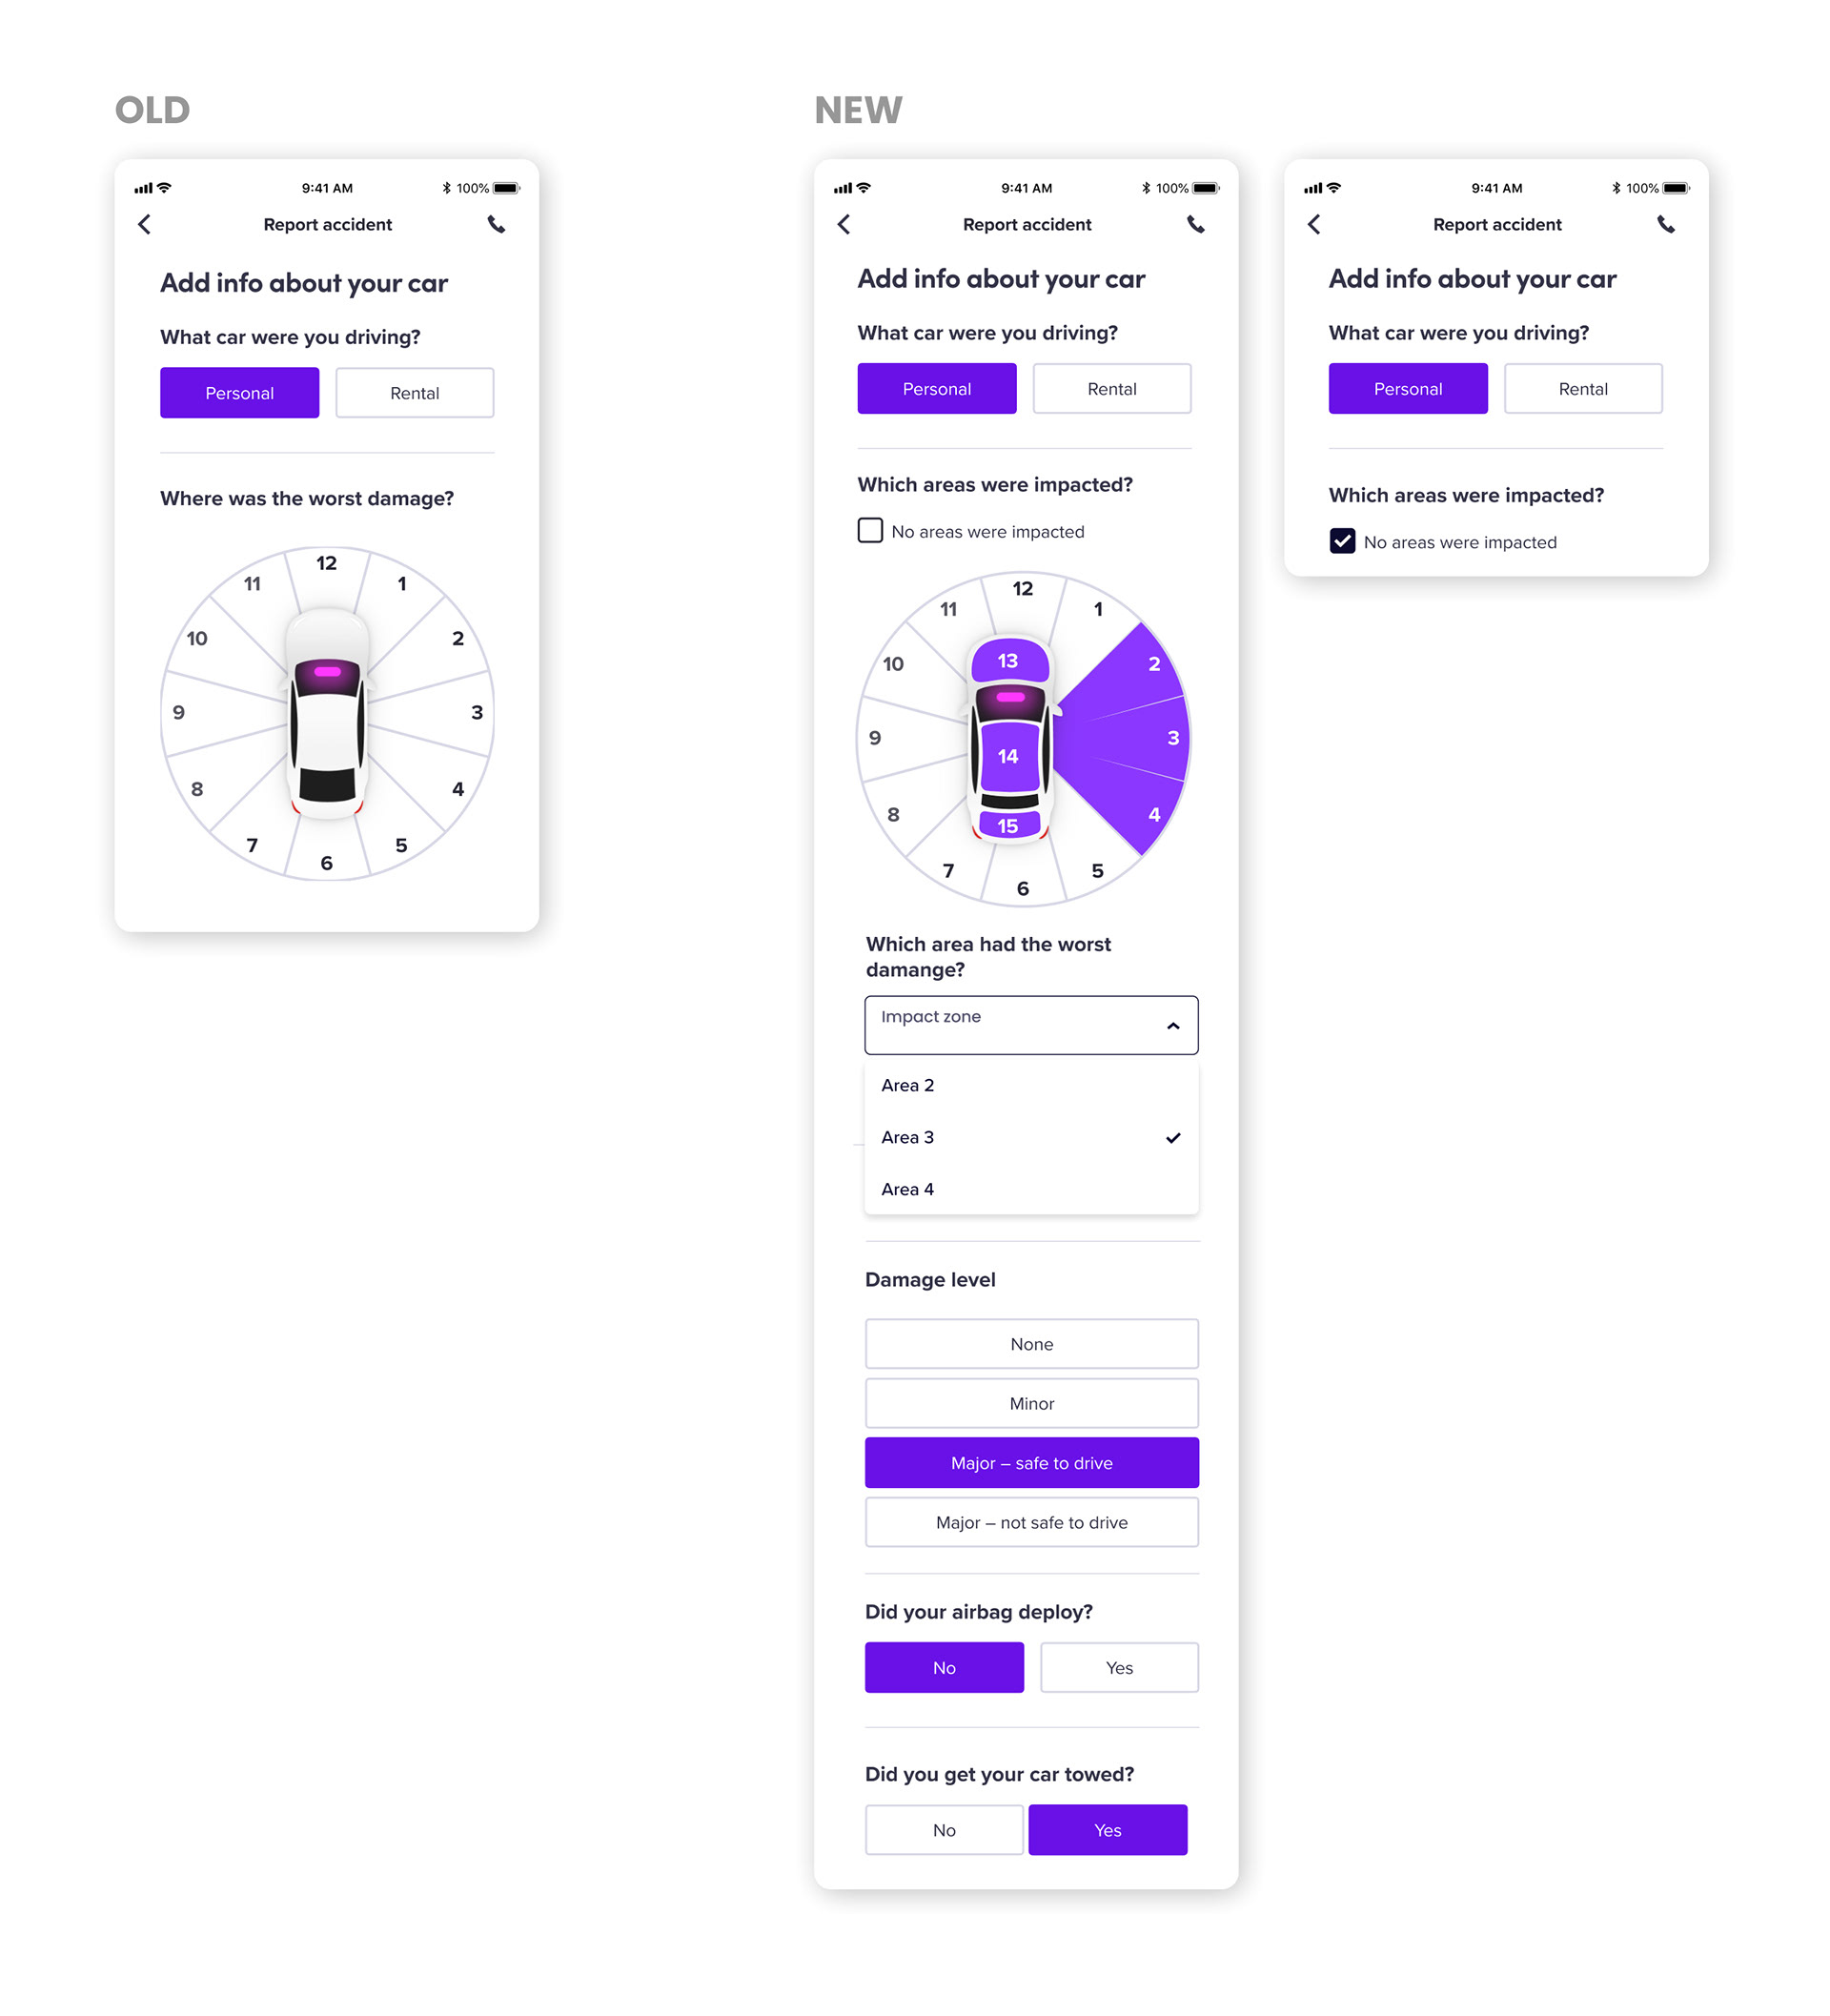 OLD
9:41 AM
100%
Report accident
Add info about your car
What car were you driving?
Personal
Rental
Where was the worst damage?
12
11
1
10
2
9
3
8
4
7
5
6
NEW
9:41 AM
100%
Report accident
Add info about your car
What car were you driving?
Personal
Rental
Which areas were impacted?
No areas were impacted
12
11
1
10
13
2
9
3
14
8
4
15
7
5
6
Which area had the worst
damange?
Impact zone
Area 2
Area 3
Area 4
Damage level
None
Minor
Major – safe to drive
Major – not safe to drive
Did your airbag deploy?
No
Yes
Did you get your car towed?
No
Yes
9:41 AM
100%
Report accident
Add info about your car
What car were you driving?
Personal
Rental
Which areas were impacted?
No areas were impacted